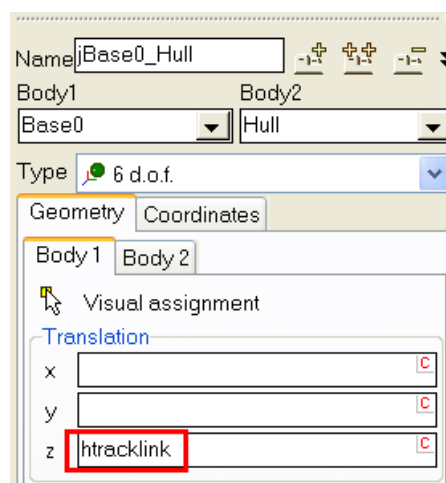 Name jBase0_Hull
Body1 Body2
Base0 Hull
Type 6 d.o.f.
Geometry Coordinates
Body 1 Body 2
Visual assignment
Translation
x C
y C
z htracklink C